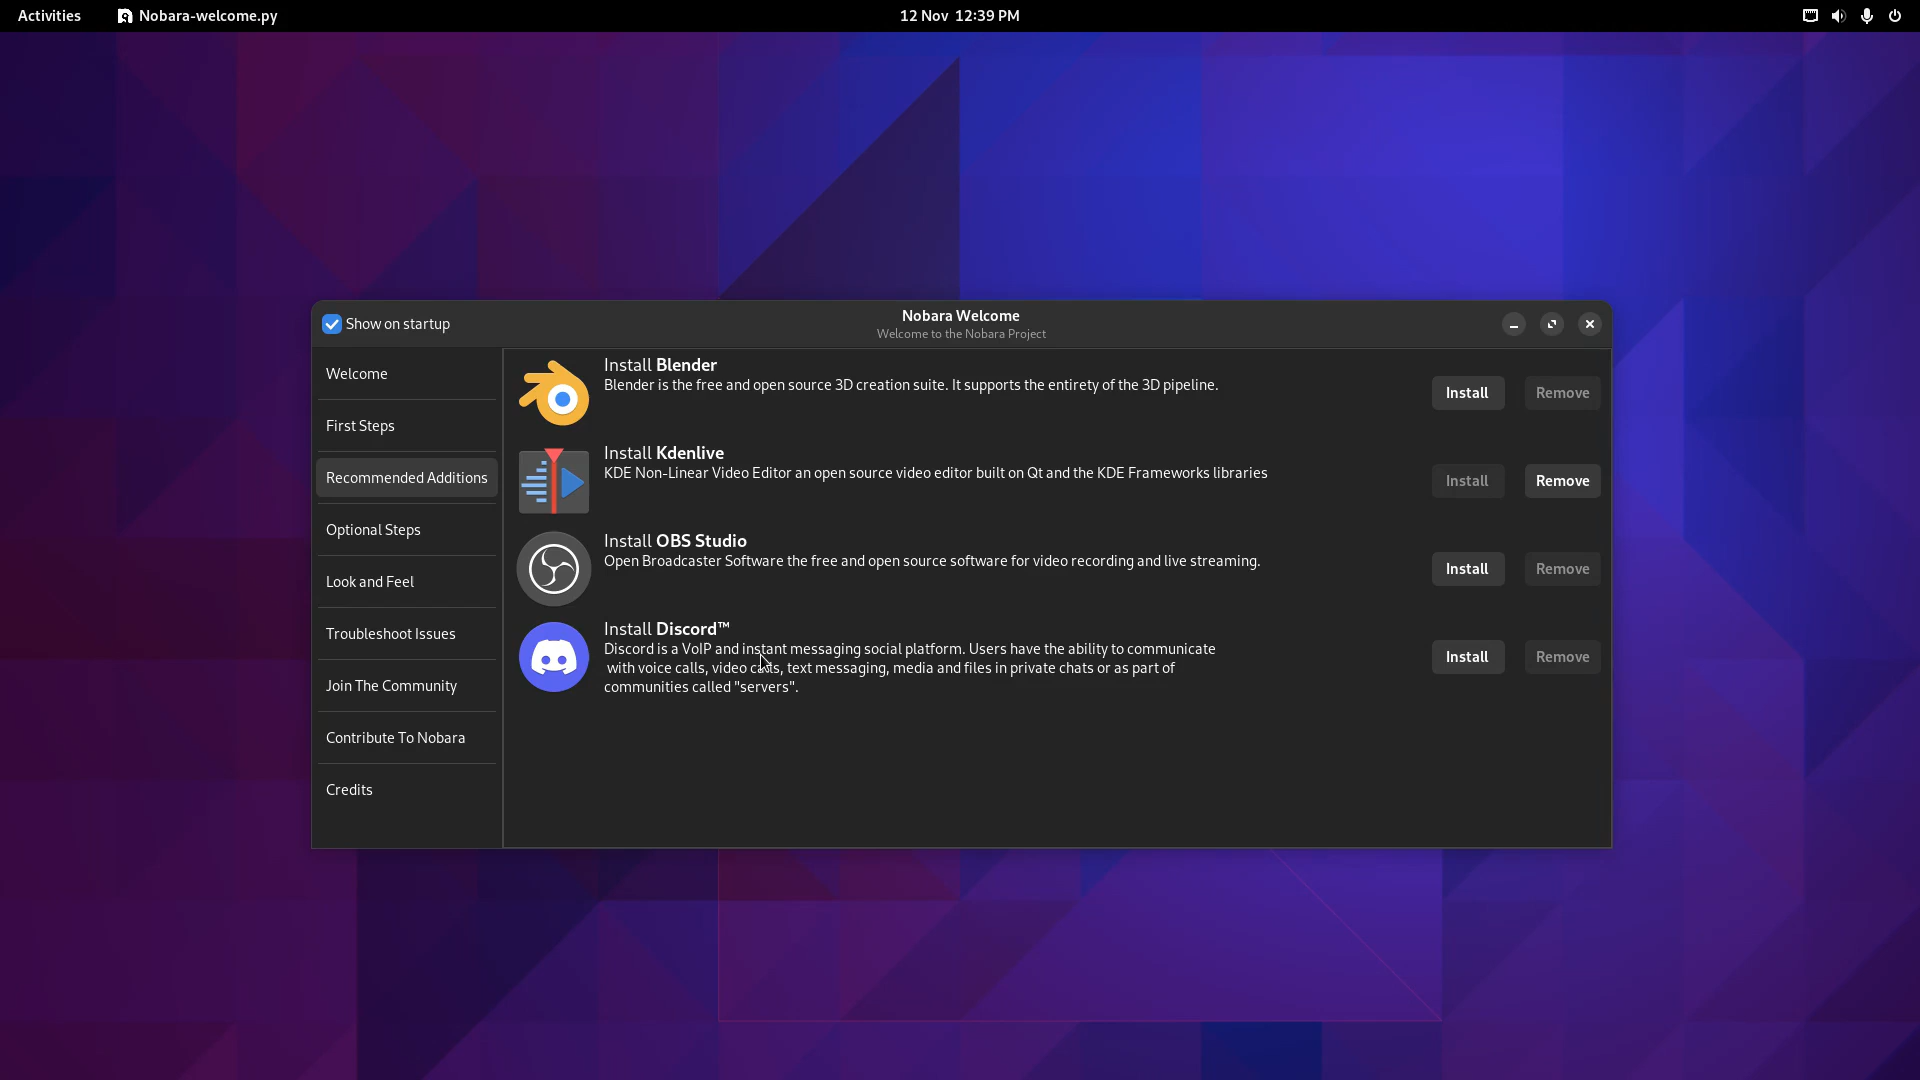 Activities
Nobara-welcome.py
12 Nov 12:39 PM
Show on startup
Nobara Welcome
Welcome to the Nobara Project
Welcome
First Steps
Recommended Additions
Optional Steps
Look and Feel
Troubleshoot Issues
Join The Community
Contribute To Nobara
Credits
Install Blender
Blender is the free and open source 3D creation suite. It supports the entirety of the 3D pipeline.
Install
Remove
Install Kdenlive
KDE Non-Linear Video Editor an open source video editor built on Qt and the KDE Frameworks libraries
Install
Remove
Install OBS Studio
Open Broadcaster Software the free and open source software for video recording and live streaming.
Install
Remove
Install Discord™
Discord is a VoIP and instant messaging social platform. Users have the ability to communicate
with voice calls, video calls, text messaging, media and files in private chats or as part of
communities called "servers".
Install
Remove